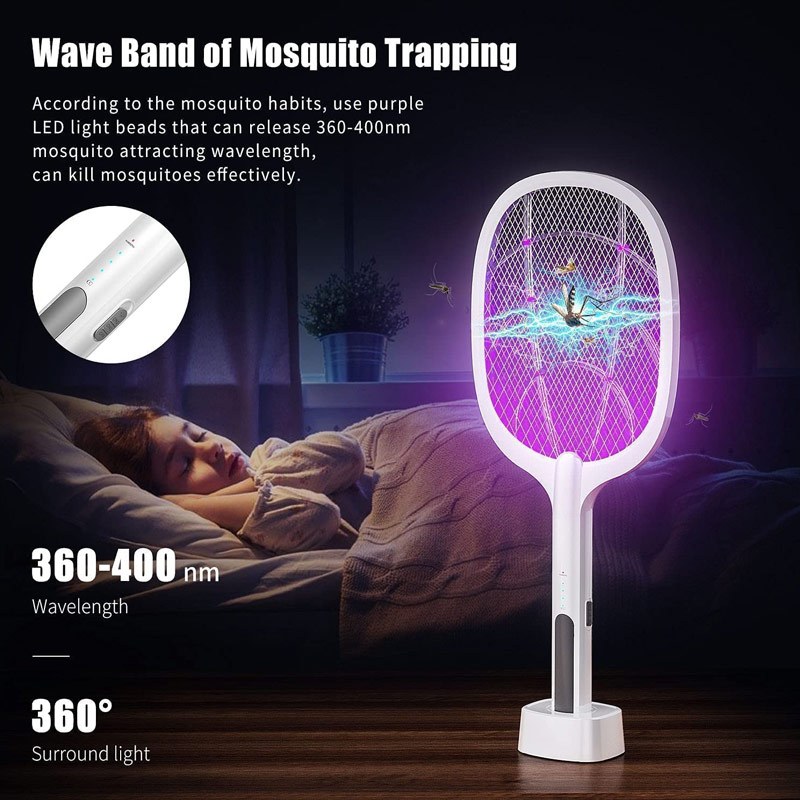 Wave Band of Mosquito Trapping
According to the mosquito habits, use purple
LED light beads that can release 360-400nm
mosquito attracting wavelength,
can kill mosquitoes effectively.
360-400 nm
Wavelength
360°
Surround light